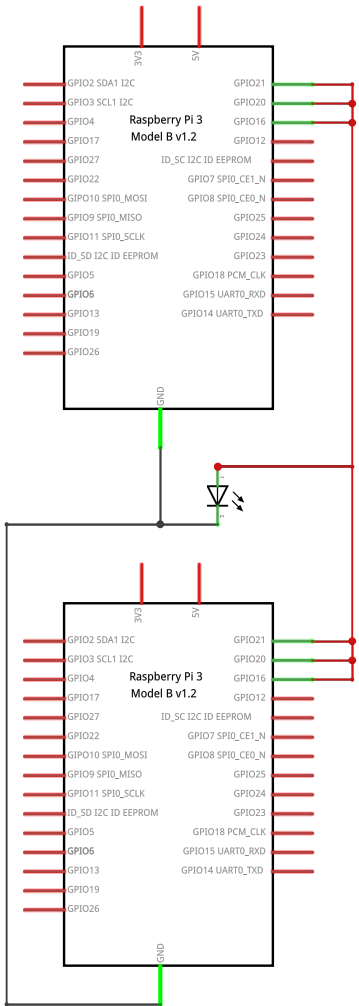 3V3
5V
GPIO2 SDA1 I2C
GPIO21
GPIO3 SCL1 I2C
GPIO20
GPIO4
Raspberry Pi 3
GPIO16
GPIO17
Model B v1.2
GPIO12
GPIO27
ID_SC I2C ID EEPROM
GPIO22
GPIO7 SPI0_CE1_N
GIPO10 SPI0_MOSI
GPIO8 SPI0_CE0_N
GPIO9 SPI0_MISO
GPIO25
GPIO11 SPI0_SCLK
GPIO24
ID_SD I2C ID EEPROM
GPIO23
GPIO5
GPIO18 PCM_CLK
GPIO6
GPIO15 UART0_RXD
GPIO13
GPIO14 UART0_TXD
GPIO19
GPIO26
GND
3V3
5V
GPIO2 SDA1 I2C
GPIO21
GPIO3 SCL1 I2C
GPIO20
GPIO4
Raspberry Pi 3
GPIO16
GPIO17
Model B v1.2
GPIO12
GPIO27
ID_SC I2C ID EEPROM
GPIO22
GPIO7 SPI0_CE1_N
GIPO10 SPI0_MOSI
GPIO8 SPI0_CE0_N
GPIO9 SPI0_MISO
GPIO25
GPIO11 SPI0_SCLK
GPIO24
ID_SD I2C ID EEPROM
GPIO23
GPIO5
GPIO18 PCM_CLK
GPIO6
GPIO15 UART0_RXD
GPIO13
GPIO14 UART0_TXD
GPIO19
GPIO26
GND